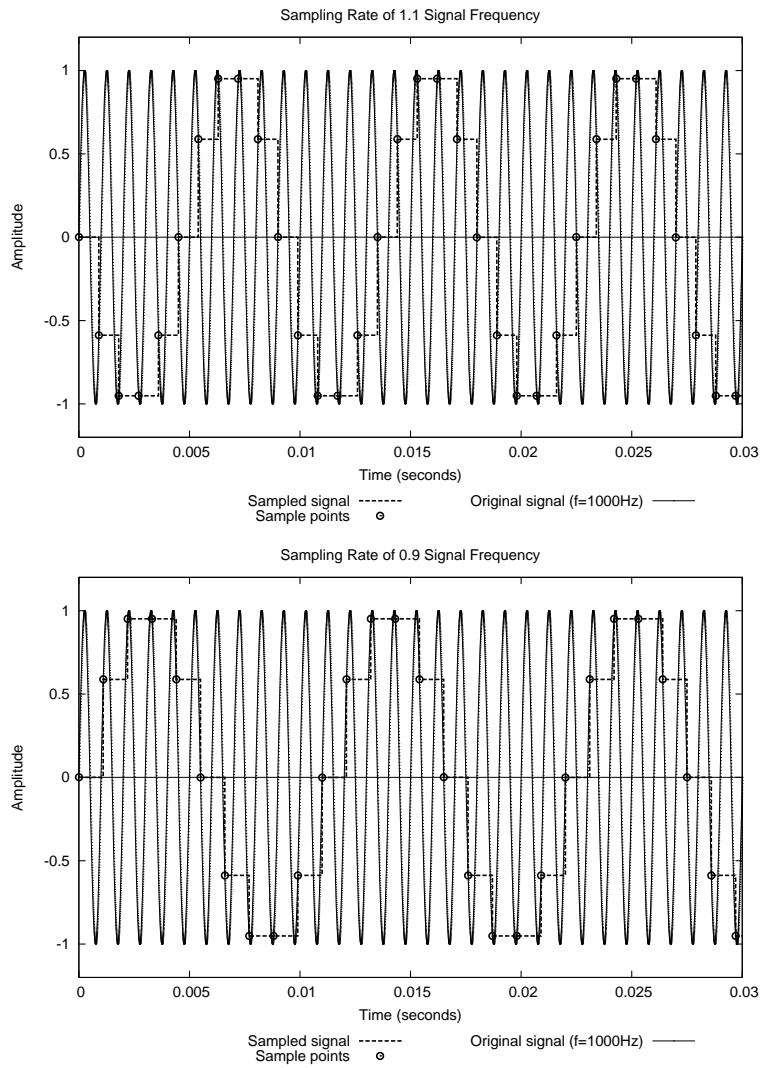 Sampling Rate of 1.1 Signal Frequency
1
0.5
0
-0.5
-1
Amplitude
0 0.005 0.01 0.015 0.02 0.025 0.03
Time (seconds)
Sampled signal Original signal (f=1000Hz)
Sample points
Sampling Rate of 0.9 Signal Frequency
1
0.5
0
-0.5
-1
Amplitude
0 0.005 0.01 0.015 0.02 0.025 0.03
Time (seconds)
Sampled signal Original signal (f=1000Hz)
Sample points